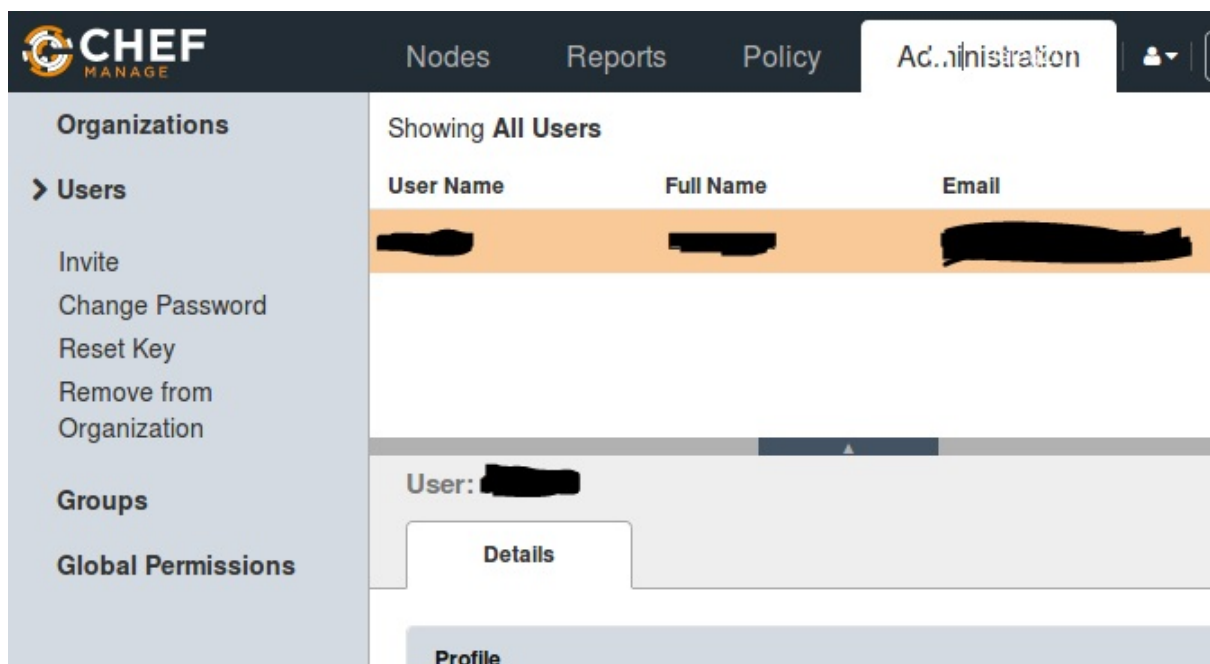 CHEF
MANAGE
Nodes Reports Policy Administration
Organizations
Users
Invite
Change Password
Reset Key
Remove from
Organization
Groups
Global Permissions
Showing All Users
User Name Full Name Email
User:
Details
Profile